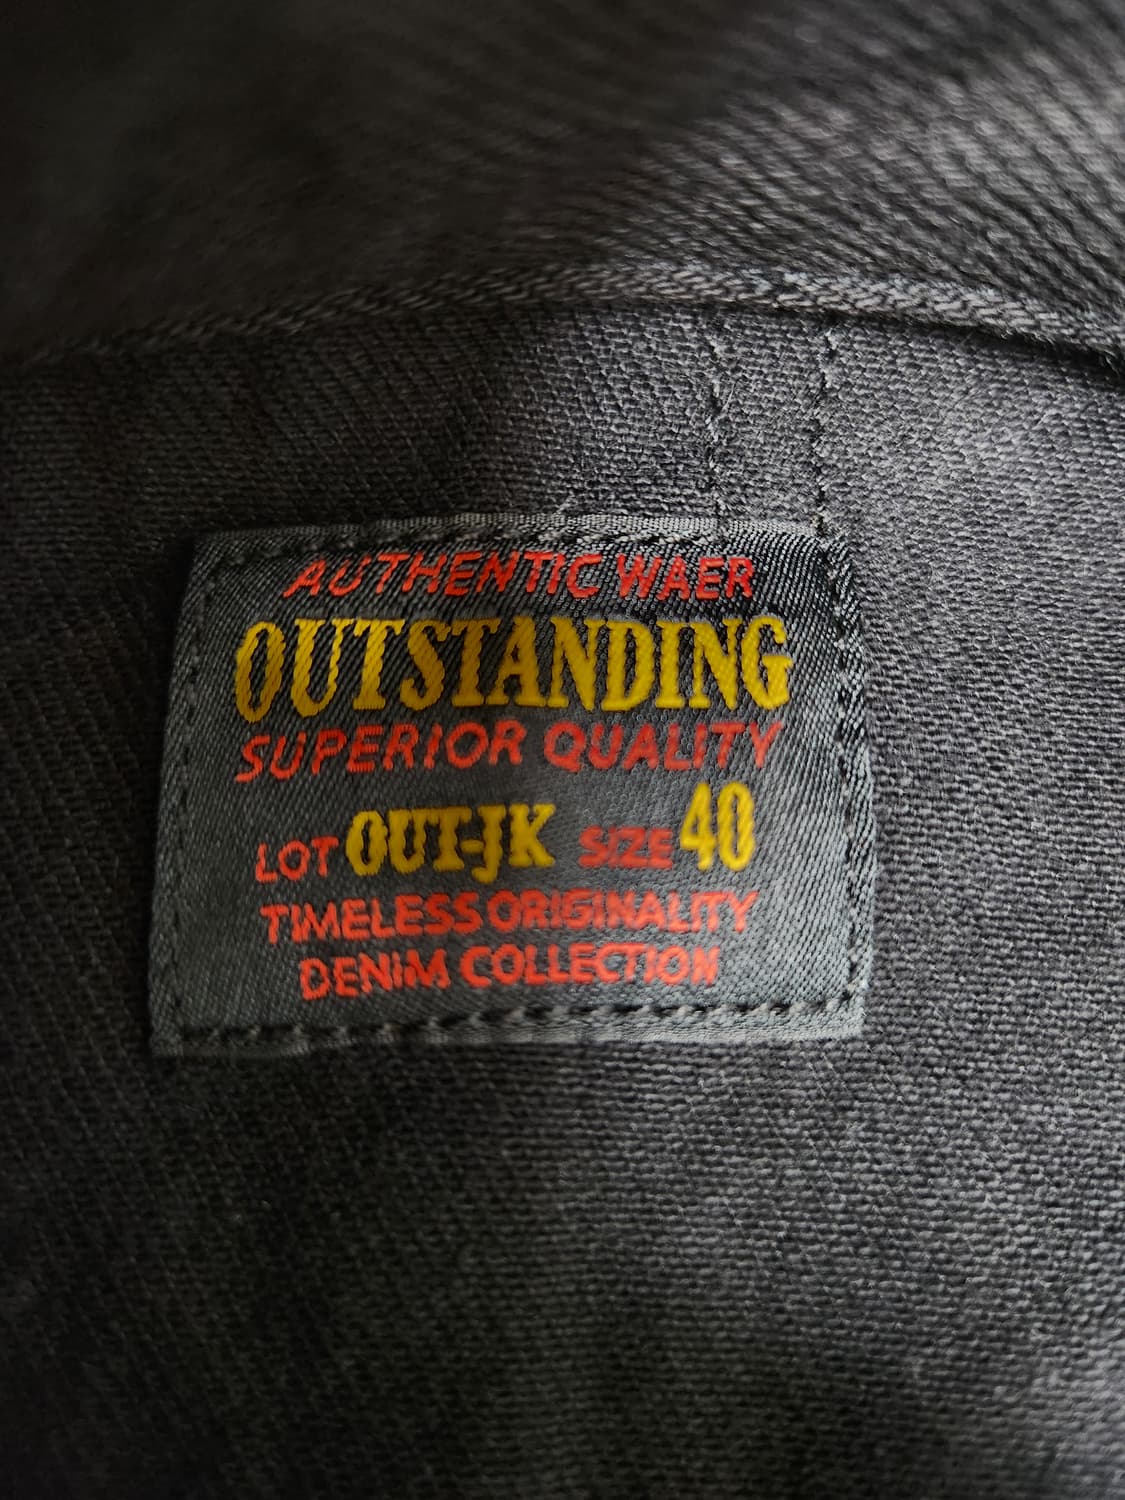 AUTHENTIC WAER
OUTSTANDING
SUPERIOR QUALITY
LOT OUT-JK SIZE 40
TIMELESS ORIGINALITY
DENIM COLLECTION